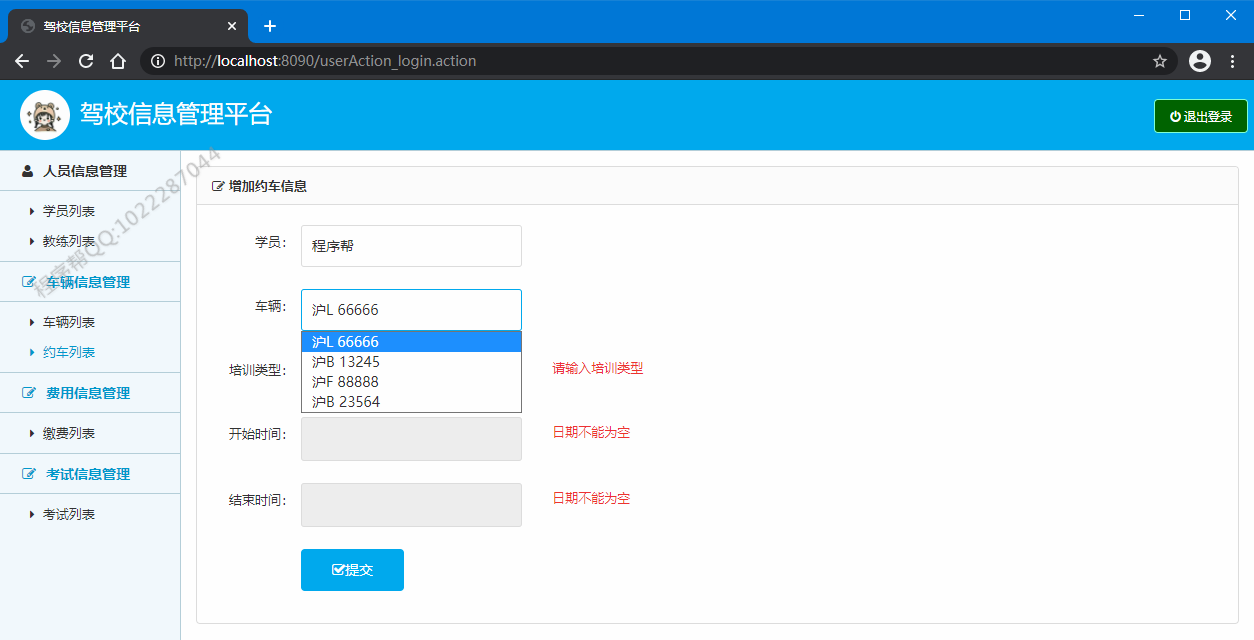 驾校信息管理平台
http://localhost:8090/userAction_login.action
驾校信息管理平台
退出登录
人员信息管理
学员列表
教练列表
车辆信息管理
车辆列表
约车列表
费用信息管理
缴费列表
考试信息管理
考试列表
程序帮QQ:1022287044
增加约车信息
学员:
程序帮
车辆:
沪L 66666
沪L 66666
沪B 13245
沪F 88888
沪B 23564
培训类型:
请输入培训类型
开始时间:
日期不能为空
结束时间:
日期不能为空
提交